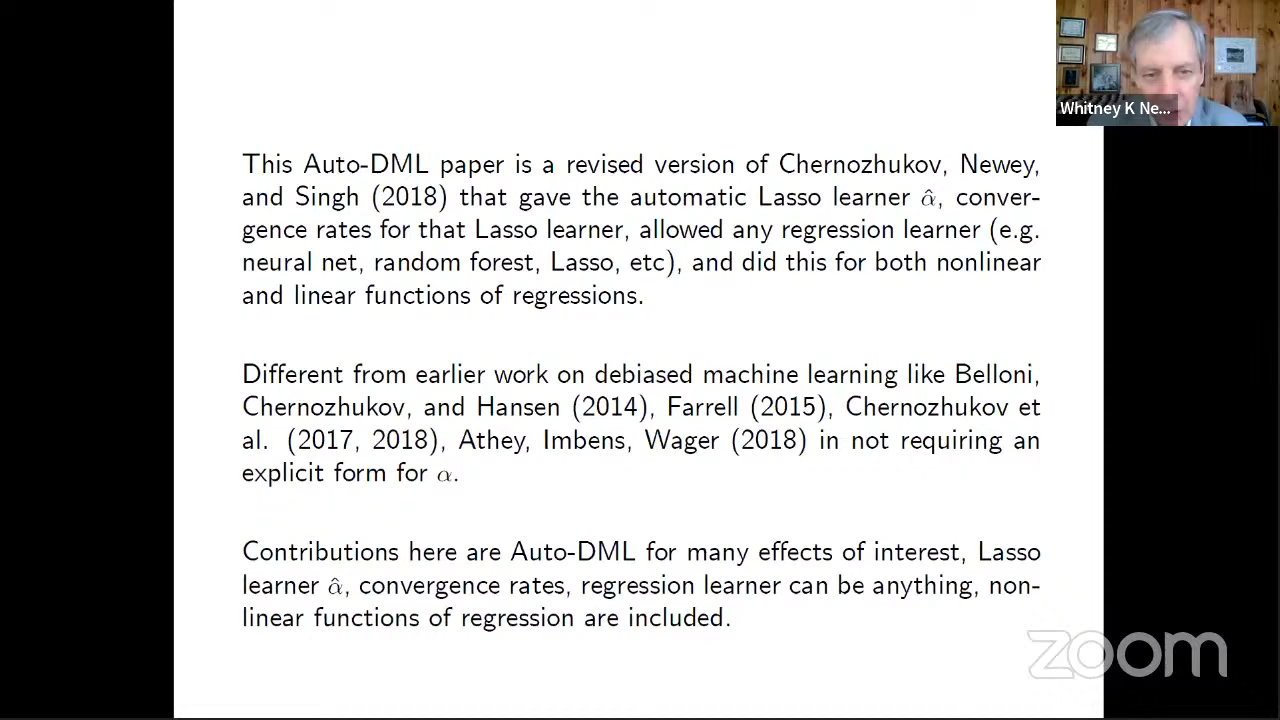 Whitney K Ne...
This Auto-DML paper is a revised version of Chernozhukov, Newey,
and Singh (2018) that gave the automatic Lasso learner α̂, conver-
gence rates for that Lasso learner, allowed any regression learner (e.g.
neural net, random forest, Lasso, etc), and did this for both nonlinear
and linear functions of regressions.
Different from earlier work on debiased machine learning like Belloni,
Chernozhukov, and Hansen (2014), Farrell (2015), Chernozhukov et
al. (2017, 2018), Athey, Imbens, Wager (2018) in not requiring an
explicit form for α.
Contributions here are Auto-DML for many effects of interest, Lasso
learner α̂, convergence rates, regression learner can be anything, non-
linear functions of regression are included.
zoom